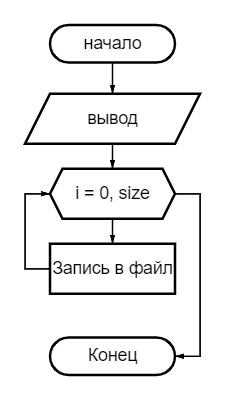 начало
вывод
i = 0, size
Запись в файл
Конец